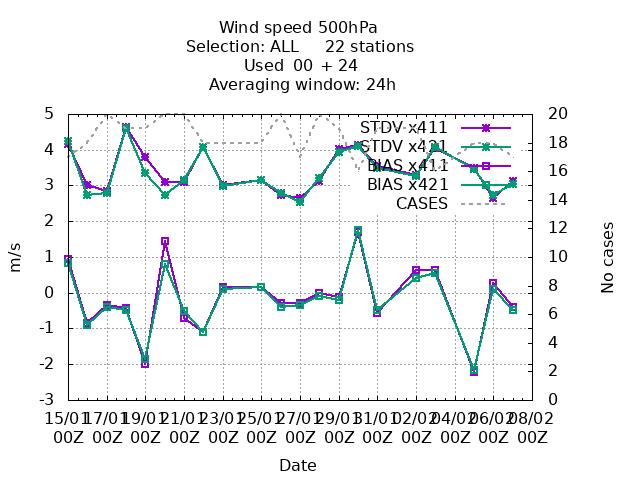 Wind speed 500hPa
Selection: ALL 22 stations
Used 00 + 24
Averaging window: 24h
STDV x411
STDV x421
BIAS x411
BIAS x421
CASES
5
4
3
2
1
0
-1
-2
-3
m/s
20
18
16
14
12
10
8
6
4
2
0
No cases
15/01 17/01 19/01 21/01 23/01 25/01 27/01 29/01 31/01 02/02 04/02 06/02 08/02
00Z 00Z 00Z 00Z 00Z 00Z 00Z 00Z 00Z 00Z 00Z 00Z 00Z
Date